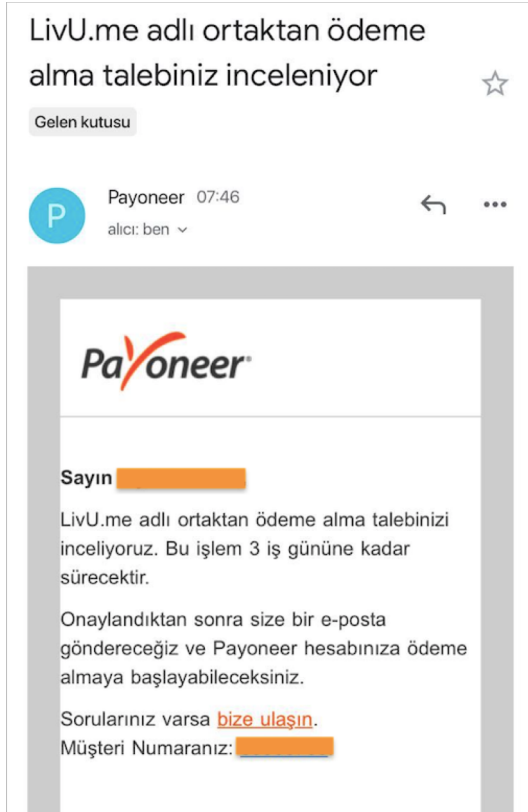 LivU.me adlı ortaktan ödeme
alma talebiniz inceleniyor
Gelen kutusu
P
Payoneer 07:46
alıcı: ben
Payoneer®
Sayın
LivU.me adlı ortaktan ödeme alma talebinizi
inceliyoruz. Bu işlem 3 iş gününe kadar
sürecektir.
Onaylandıktan sonra size bir e-posta
göndereceğiz ve Payoneer hesabınıza ödeme
almaya başlayabileceksiniz.
Sorularınız varsa bize ulaşın.
Müşteri Numaranız: